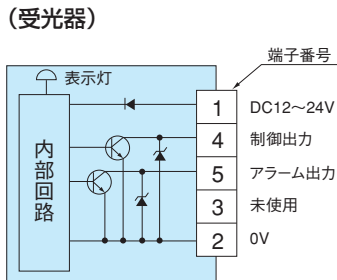 （受光器）
端子番号
表示灯
1 DC12～24V
4 制御出力
5 アラーム出力
3 未使用
2 0V
内部回路